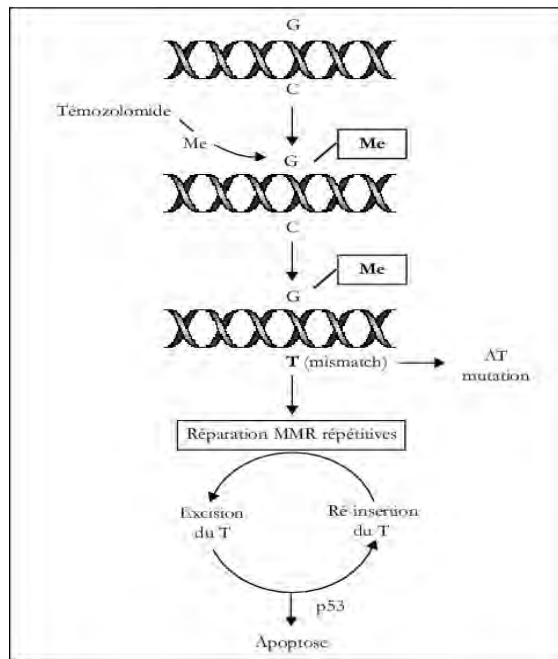 G
C
Témozolomide
Me
Me
G
C
Me
G
T (mismatch)
AT
mutation
Réparation MMR répétitives
Excision
du T
Ré-insertion
du T
p53
Apoptose